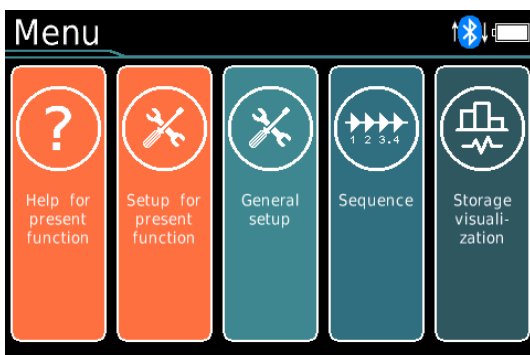 Menu
?
1 2 3.4
Help for
present
function
Setup for
present
function
General
setup
Sequence
Storage
visuali-
zation